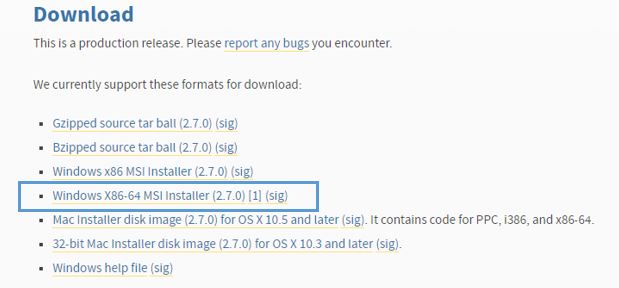 Download
This is a production release. Please report any bugs you encounter.
We currently support these formats for download:
Gzipped source tar ball (2.7.0) (sig)
Bzipped source tar ball (2.7.0) (sig)
Windows x86 MSI Installer (2.7.0) (sig)
Windows X86-64 MSI Installer (2.7.0) [1] (sig)
Mac Installer disk image (2.7.0) for OS X 10.5 and later (sig). It contains code for PPC, i386, and x86-64.
32-bit Mac Installer disk image (2.7.0) for OS X 10.3 and later (sig).
Windows help file (sig)